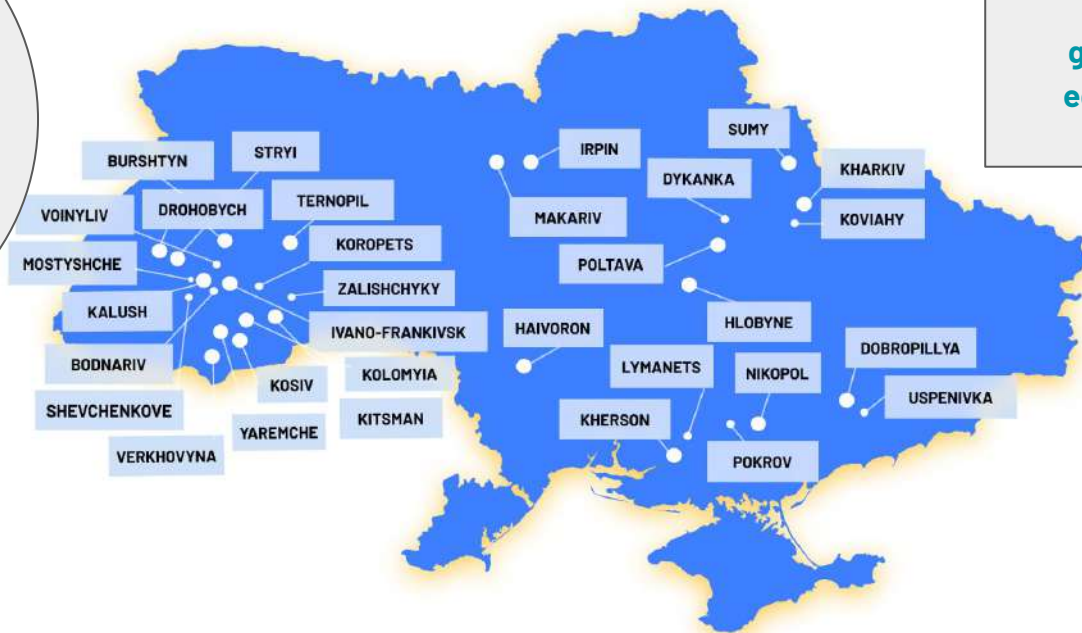 g
e
BURSHTYN
STRYI
VOINYLIV
DROHOBYCH
TERNOPIL
MOSTYSHCHE
KOROPETS
KALUSH
ZALISHCHYKY
BODNARIV
IVANO-FRANKIVSK
SHEVCHENKOVE
KOSIV
KOLOMYIA
VERKHOVYNA
YAREMCHE
KITSMAN
IRPIN
MAKARIV
SUMY
DYKANKA
KHARKIV
KOVIAHY
POLTAVA
HLOBYNE
HAIVORON
LYMANETS
NIKOPOL
DOBROPILLYA
USPENIVKA
KHERSON
POKROV